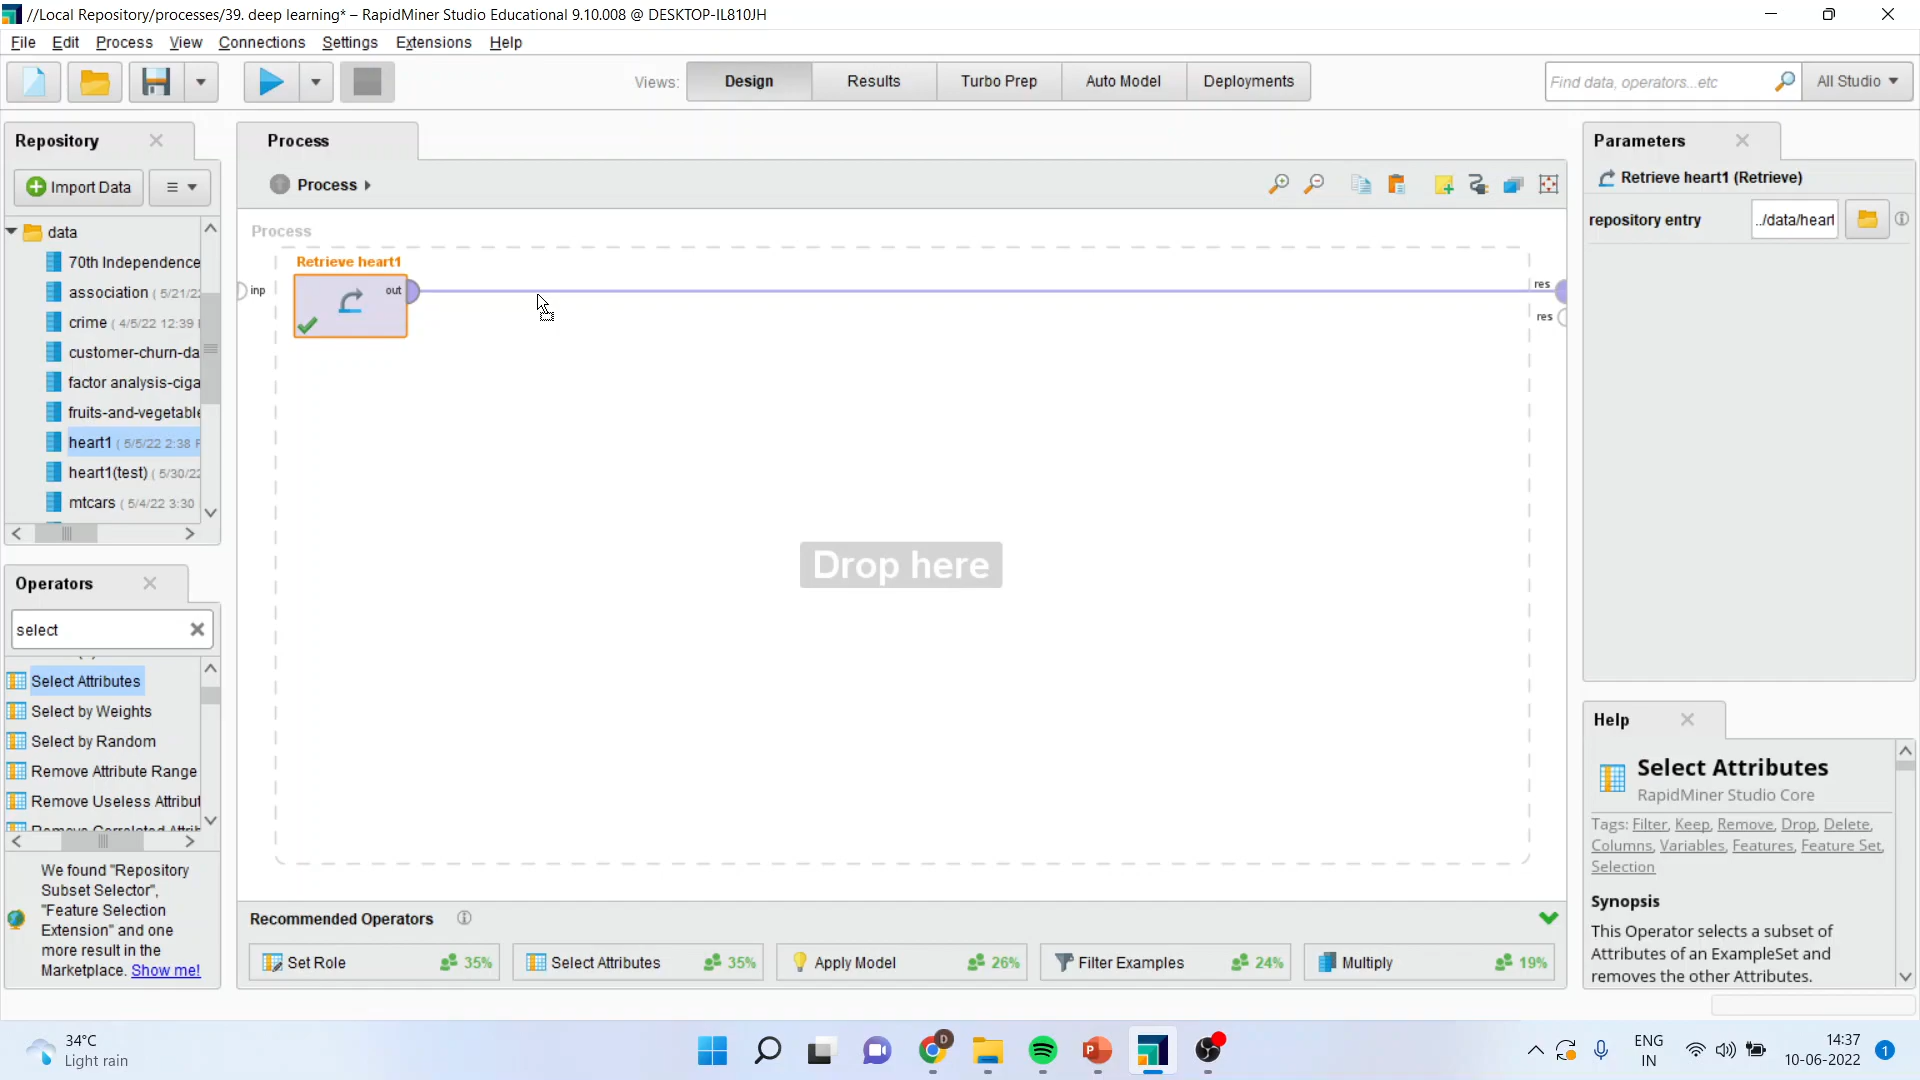 //Local Repository/processes/39. deep learning* – RapidMiner Studio Educational 9.10.008 @ DESKTOP-IL810JH
File Edit Process View Connections Settings Extensions Help
Views: Design Results Turbo Prep Auto Model Deployments
Find data, operators...etc All Studio
Repository
Import Data
data
70th Independence
association ( 5/21/2
crime ( 4/5/22 12:39
customer-churn-da
factor analysis-ciga
fruits-and-vegetable
heart1 ( 5/5/22 2:38
heart1(test) ( 5/30/22
mtcars ( 5/4/22 3:30
Operators
select
Select Attributes
Select by Weights
Select by Random
Remove Attribute Range
Remove Useless Attribut
We found "Repository
Subset Selector",
"Feature Selection
Extension" and one
more result in the
Marketplace. Show me!
Process
Process
Process
Retrieve heart1
inp
out
res
res
Drop here
Recommended Operators
Set Role 35% Select Attributes 35% Apply Model 26% Filter Examples 24% Multiply 19%
Parameters
Retrieve heart1 (Retrieve)
repository entry ../data/heart
Help
Select Attributes
RapidMiner Studio Core
Tags: Filter, Keep, Remove, Drop, Delete,
Columns, Variables, Features, Feature Set,
Selection
Synopsis
This Operator selects a subset of
Attributes of an ExampleSet and
removes the other Attributes.
34°C
Light rain
D
P
ENG
IN
14:37
10-06-2022
1